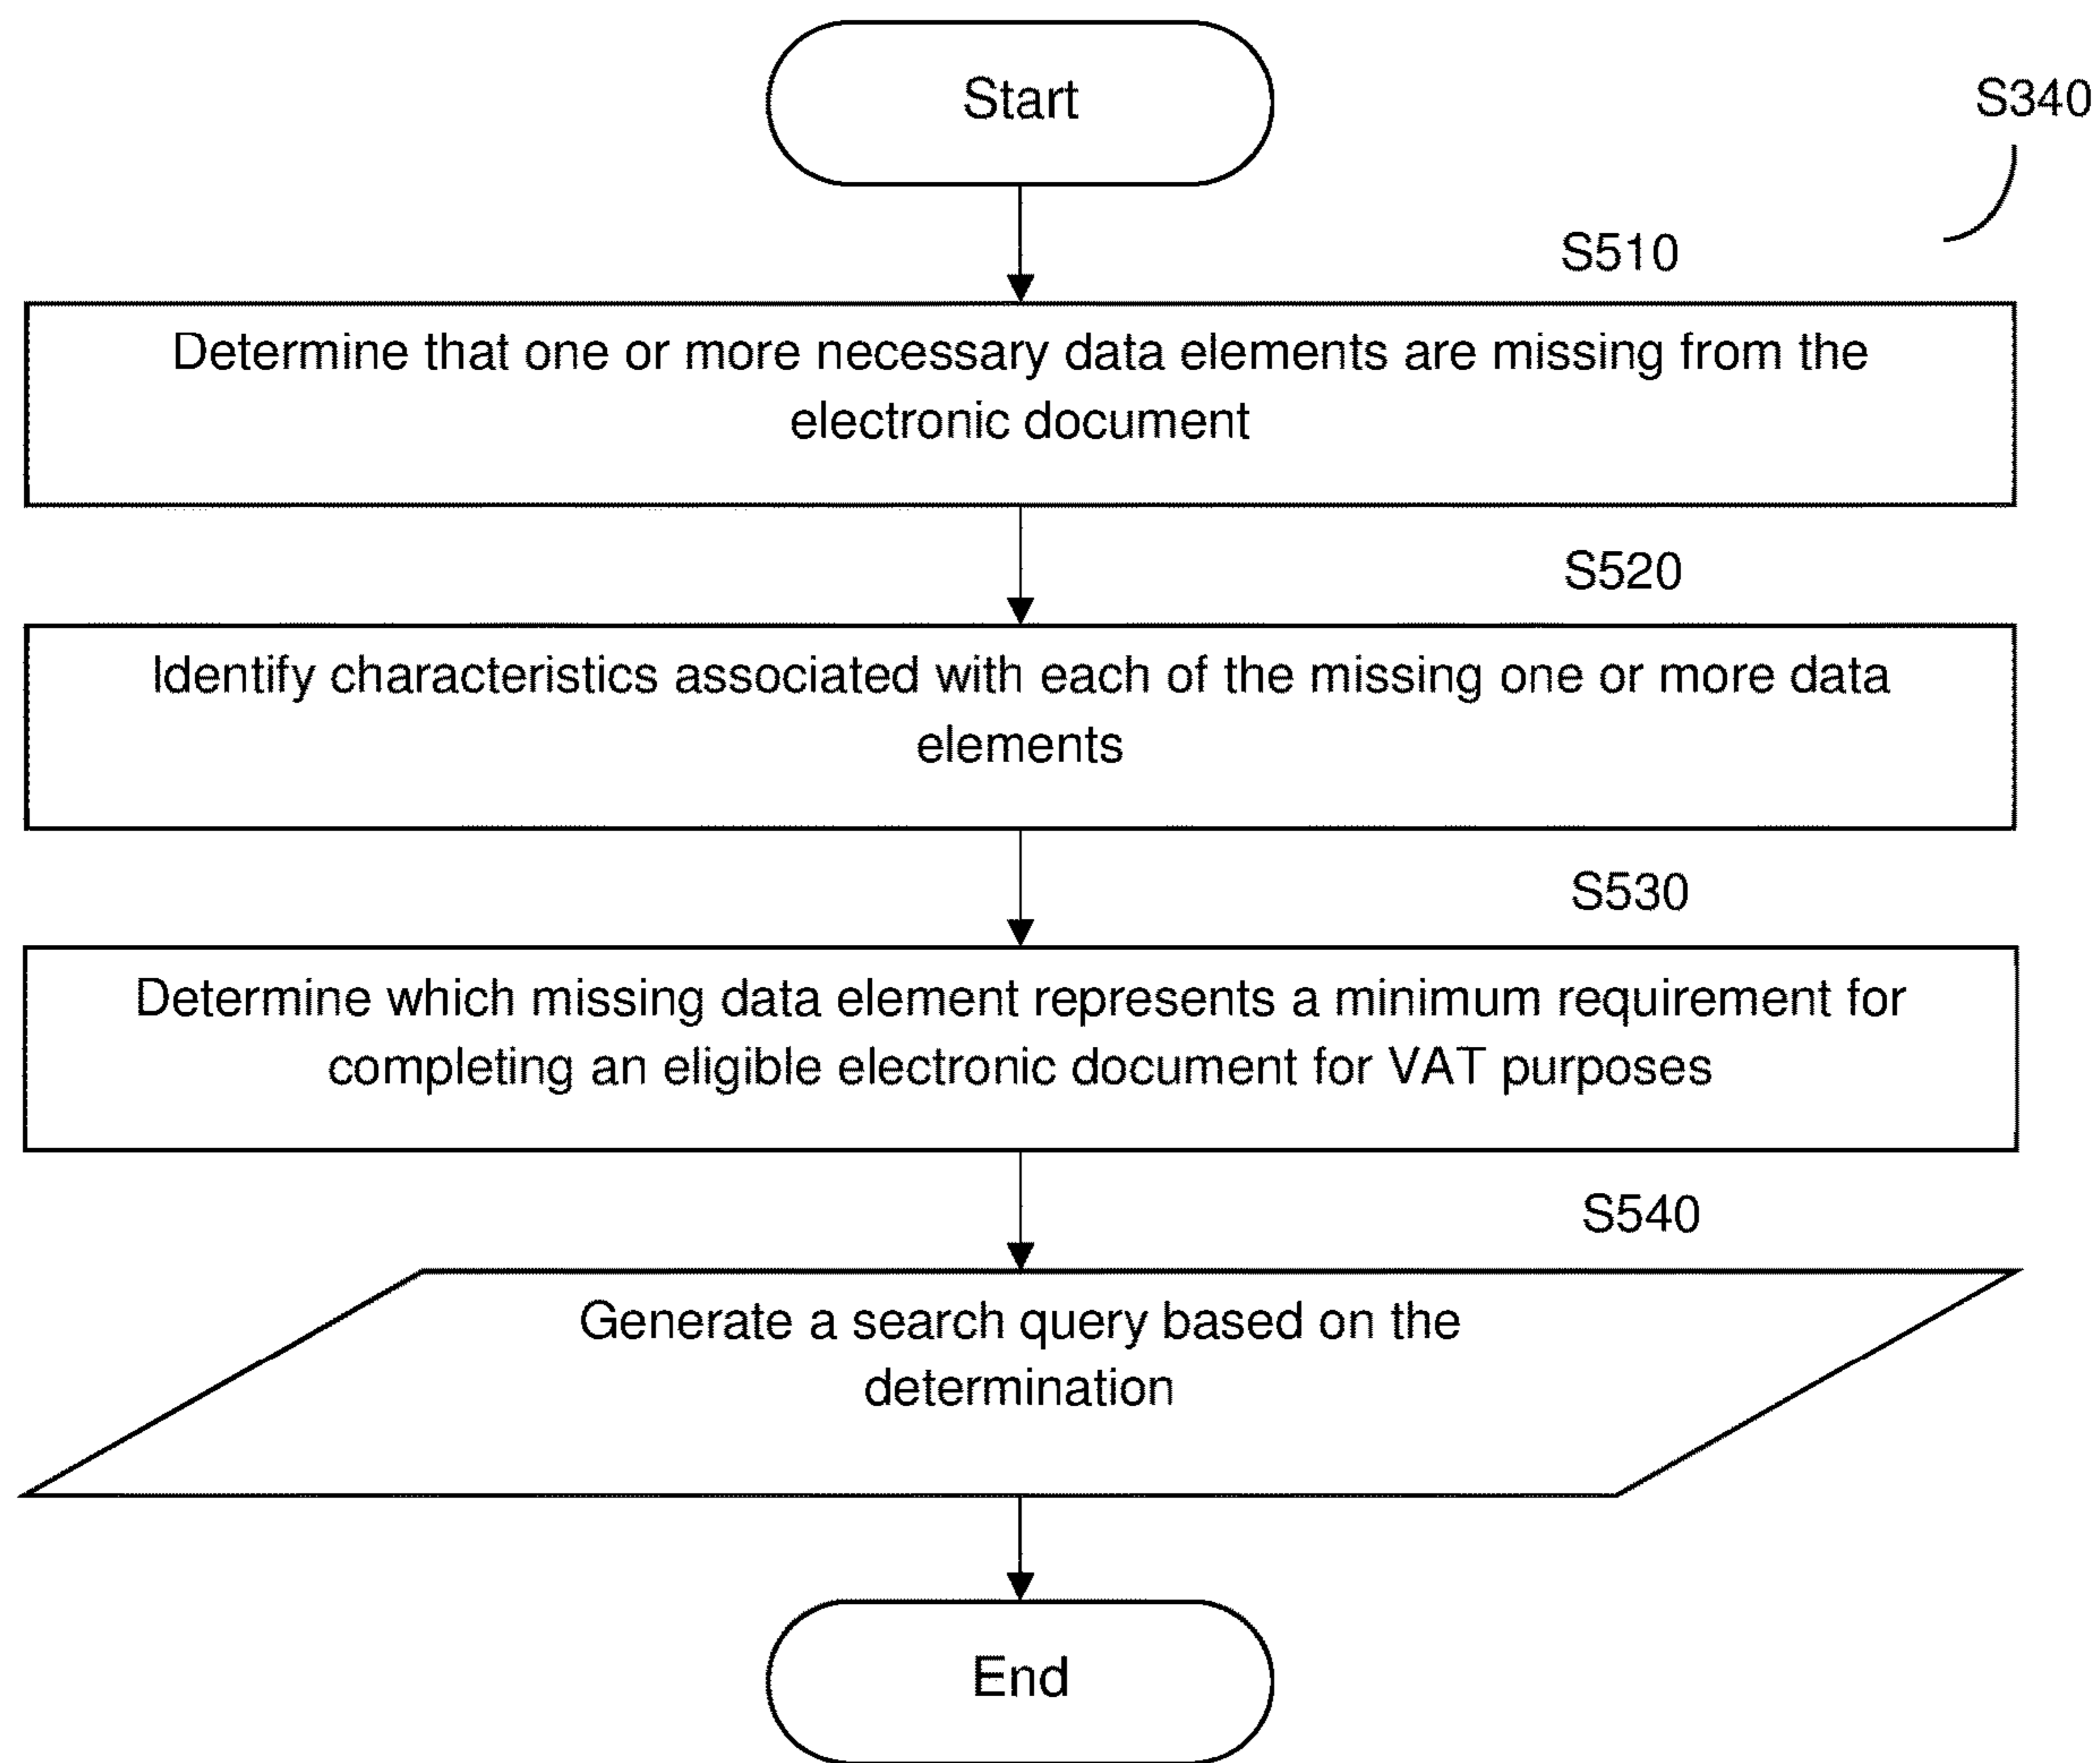 Start
S340
S510
Determine that one or more necessary data elements are missing from the
electronic document
S520
Identify characteristics associated with each of the missing one or more data
elements
S530
Determine which missing data element represents a minimum requirement for
completing an eligible electronic document for VAT purposes
S540
Generate a search query based on the
determination
End